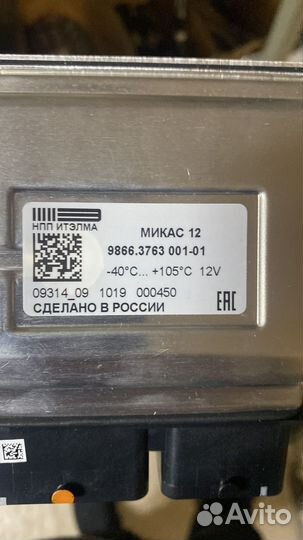 НПП ИТЭЛМА
МИКАС 12
9866.3763 001-01
-40°C... +105°C 12V
09314_09 1019 000450
СДЕЛАНО В РОССИИ
EAC
Avito